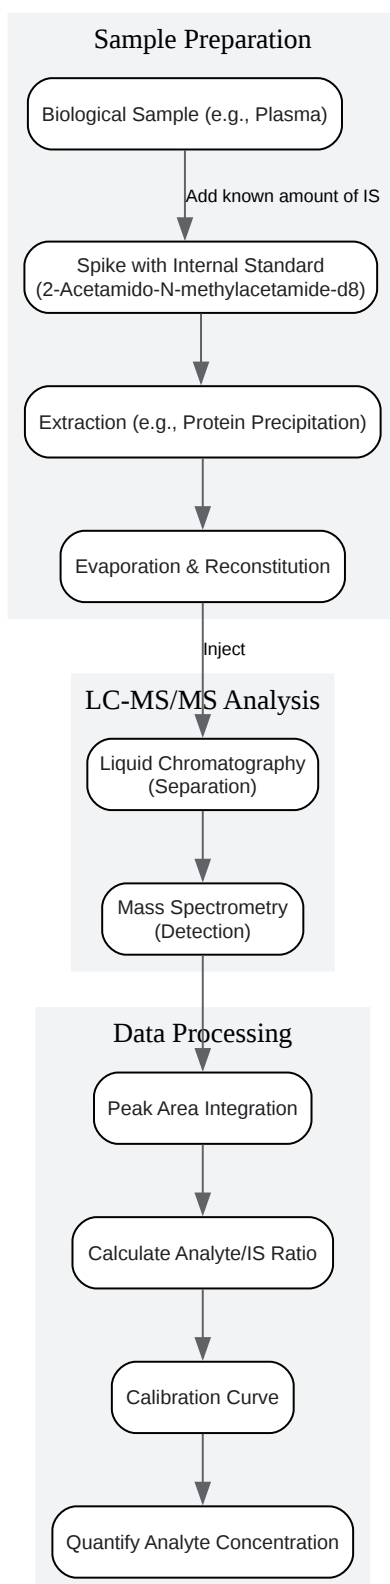 Sample Preparation
Biological Sample (e.g., Plasma)
Add known amount of IS
Spike with Internal Standard
(2-Acetamido-N-methylacetamide-d8)
Extraction (e.g., Protein Precipitation)
Evaporation & Reconstitution
Inject
LC-MS/MS Analysis
Liquid Chromatography
(Separation)
Mass Spectrometry
(Detection)
Data Processing
Peak Area Integration
Calculate Analyte/IS Ratio
Calibration Curve
Quantify Analyte Concentration